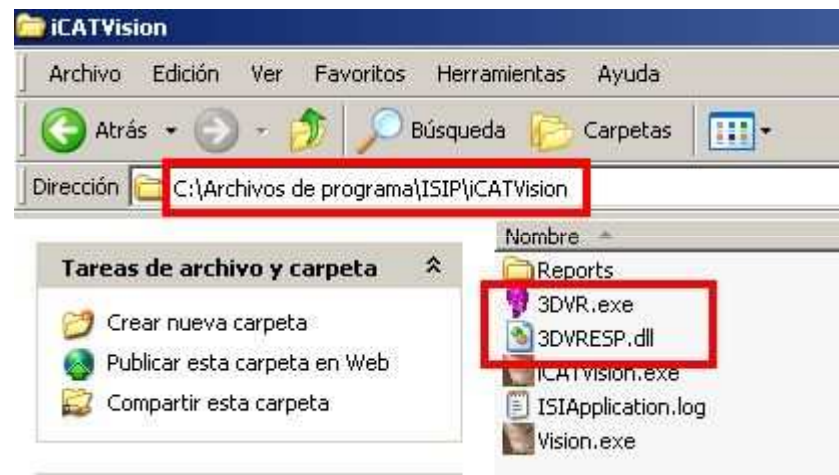 iCATVision
Archivo Edición Ver Favoritos Herramientas Ayuda
Atrás Búsqueda Carpetas
Dirección C:\Archivos de programa\ISIP\iCATVision
Nombre
Tareas de archivo y carpeta
Crear nueva carpeta
Publicar esta carpeta en Web
Compartir esta carpeta
Reports
3DVR.exe
3DVRESP.dll
iCATVision.exe
ISIApplication.log
Vision.exe